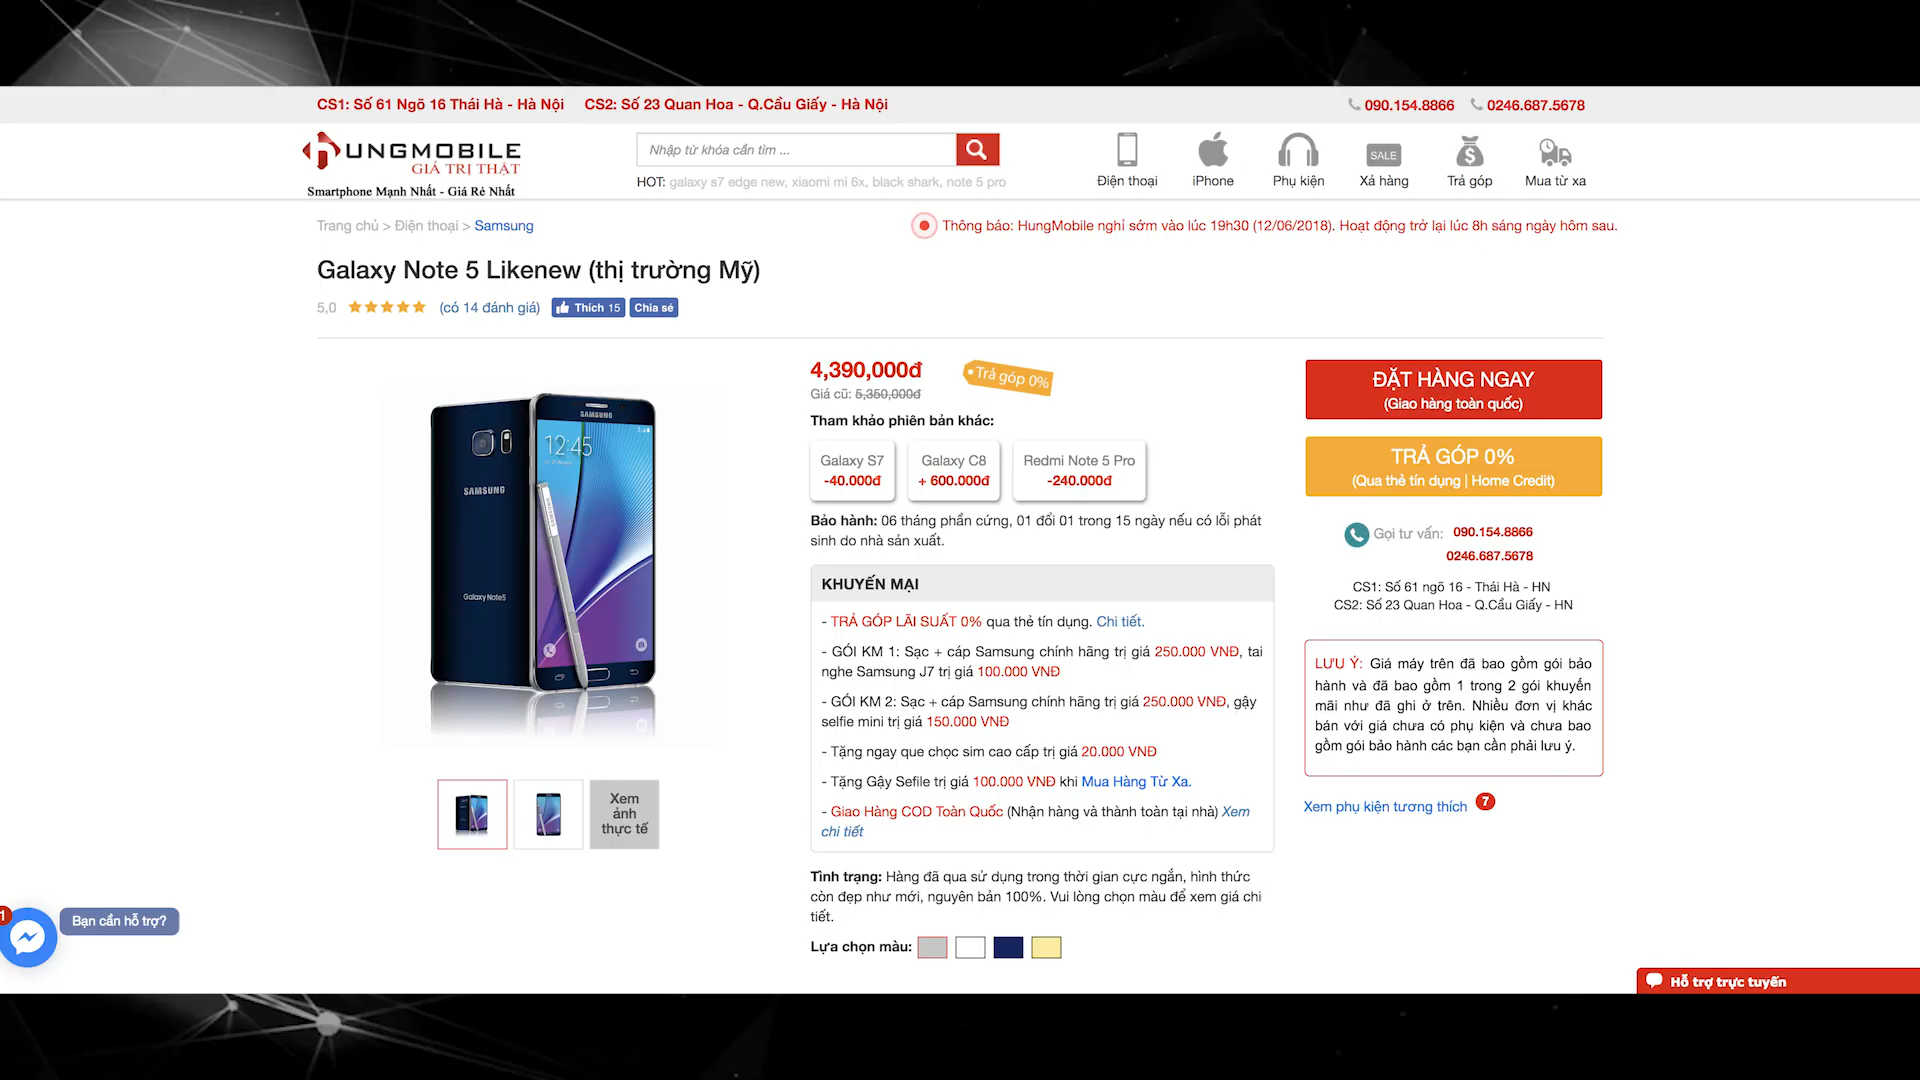 CS1: Số 61 Ngõ 16 Thái Hà - Hà Nội CS2: Số 23 Quan Hoa - Q.Cầu Giấy - Hà Nội 090.154.8866 0246.687.5678
HUNGMOBILE
GIÁ TRỊ THẬT
Smartphone Mạnh Nhất - Giá Rẻ Nhất
Nhập từ khóa cần tìm ...
HOT: galaxy s7 edge new, xiaomi mi 6x, black shark, note 5 pro
SALE
Điện thoại iPhone Phụ kiện Xả hàng Trả góp Mua từ xa
Trang chủ > Điện thoại > Samsung
Thông báo: HungMobile nghỉ sớm vào lúc 19h30 (12/06/2018). Hoạt động trở lại lúc 8h sáng ngày hôm sau.
Galaxy Note 5 Likenew (thị trường Mỹ)
5,0 (có 14 đánh giá) Thích 15 Chia sẻ
SAMSUNG
12:45
SAMSUNG
Galaxy Note5
Xem
ảnh
thực tế
4,390,000đ
Trả góp 0%
Giá cũ: 5,350,000đ
Tham khảo phiên bản khác:
Galaxy S7
-40.000đ
Galaxy C8
+ 600.000đ
Redmi Note 5 Pro
-240.000đ
Bảo hành: 06 tháng phần cứng, 01 đổi 01 trong 15 ngày nếu có lỗi phát
sinh do nhà sản xuất.
KHUYẾN MẠI
- TRẢ GÓP LÃI SUẤT 0% qua thẻ tín dụng. Chi tiết.
- GÓI KM 1: Sạc + cáp Samsung chính hãng trị giá 250.000 VNĐ, tai
nghe Samsung J7 trị giá 100.000 VNĐ
- GÓI KM 2: Sạc + cáp Samsung chính hãng trị giá 250.000 VNĐ, gậy
selfie mini trị giá 150.000 VNĐ
- Tặng ngay que chọc sim cao cấp trị giá 20.000 VNĐ
- Tặng Gậy Sefile trị giá 100.000 VNĐ khi Mua Hàng Từ Xa.
- Giao Hàng COD Toàn Quốc (Nhận hàng và thành toàn tại nhà) Xem
chi tiết
Tình trạng: Hàng đã qua sử dụng trong thời gian cực ngắn, hình thức
còn đẹp như mới, nguyên bản 100%. Vui lòng chọn màu để xem giá chi
tiết.
Lựa chọn màu:
ĐẶT HÀNG NGAY
(Giao hàng toàn quốc)
TRẢ GÓP 0%
(Qua thẻ tín dụng | Home Credit)
Gọi tư vấn: 090.154.8866
0246.687.5678
CS1: Số 61 ngõ 16 - Thái Hà - HN
CS2: Số 23 Quan Hoa - Q.Cầu Giấy - HN
LƯU Ý: Giá máy trên đã bao gồm gói bảo
hành và đã bao gồm 1 trong 2 gói khuyến
mãi như đã ghi ở trên. Nhiều đơn vị khác
bán với giá chưa có phụ kiện và chưa bao
gồm gói bảo hành các bạn cần phải lưu ý.
Xem phụ kiện tương thích 7
1
Bạn cần hỗ trợ?
Hỗ trợ trực tuyến